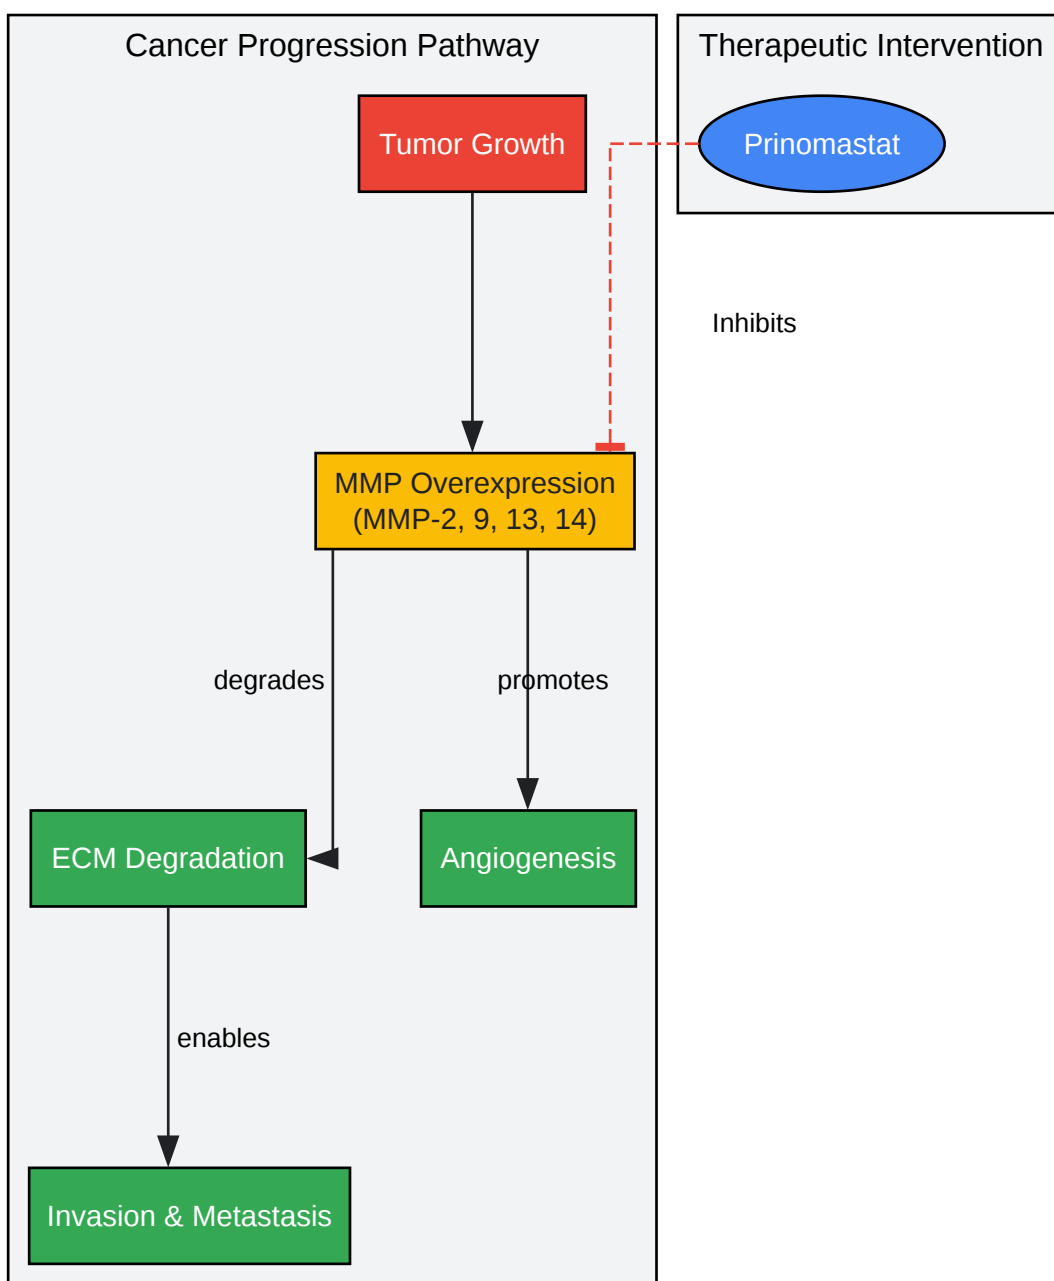 Cancer Progression Pathway
Therapeutic Intervention
Tumor Growth
Prinomastat
Inhibits
MMP Overexpression
(MMP-2, 9, 13, 14)
degrades
promotes
ECM Degradation
Angiogenesis
enables
Invasion & Metastasis